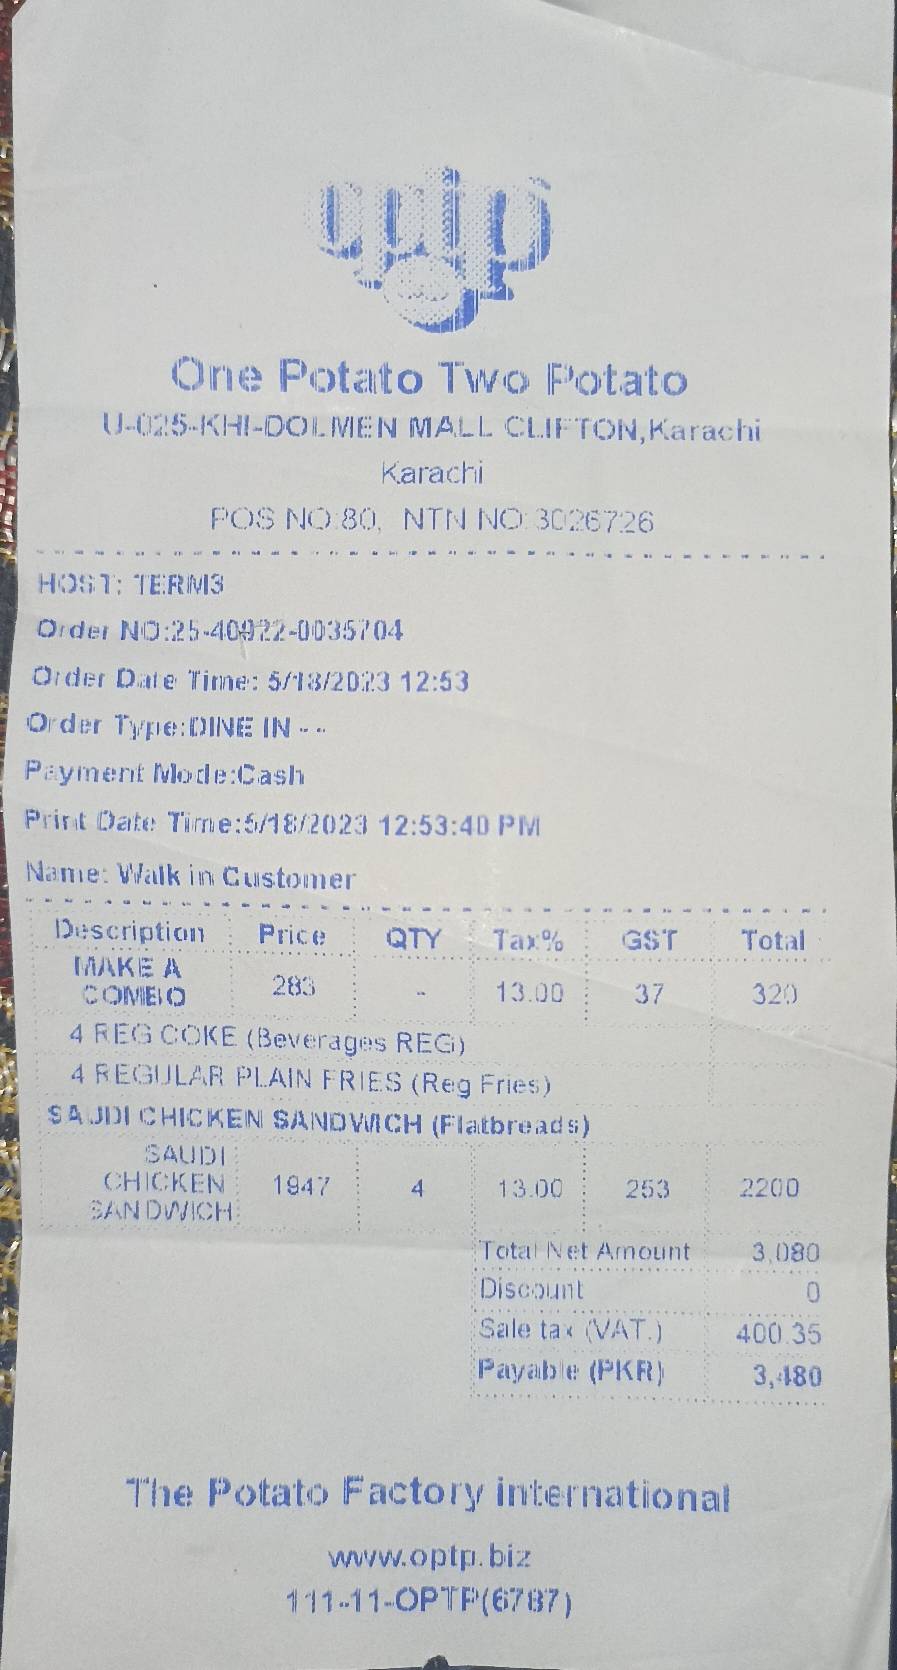 optp
One Potato Two Potato
U-025-KHI-DOLMEN MALL CLIFTON,Karachi
Karachi
POS NO:80, NTN NO:3026726
HOST: TERM3
Order NO:25-40922-0035704
Order Date Time: 5/18/2023 12:53
Order Type:DINE IN - -
Payment Mode:Cash
Print Date Time:5/18/2023 12:53:40 PM
Name: Walk in Customer
Description Price QTY Tax% GST Total
MAKE A
COMBO 283 - 13.00 37 320
4 REG COKE (Beverages REG)
4 REGULAR PLAIN FRIES (Reg Fries)
SAUDI CHICKEN SANDWICH (Flatbreads)
SAUDI
CHICKEN 1947 4 13.00 253 2200
SANDWICH
Total Net Amount 3,080
Discount 0
Sale tax (VAT.) 400.35
Payable (PKR) 3,480
The Potato Factory international
www.optp.biz
111-11-OPTP(6787)